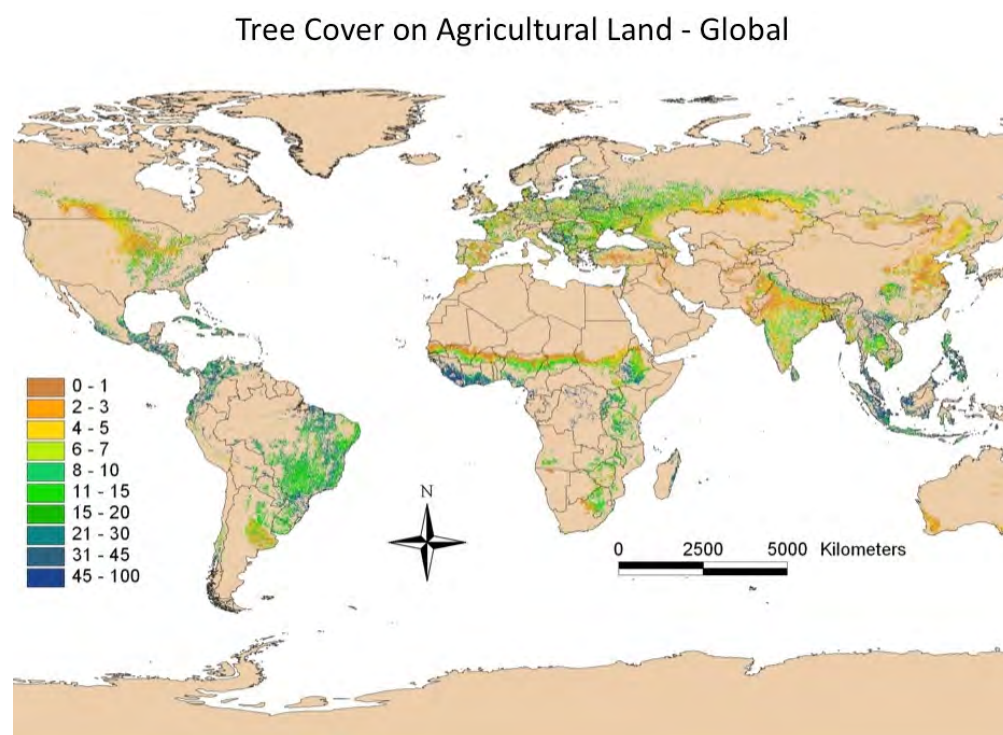 Tree Cover on Agricultural Land - Global
0 - 1
2 - 3
4 - 5
6 - 7
8 - 10
11 - 15
15 - 20
21 - 30
31 - 45
45 - 100
N
0 2500 5000 Kilometers